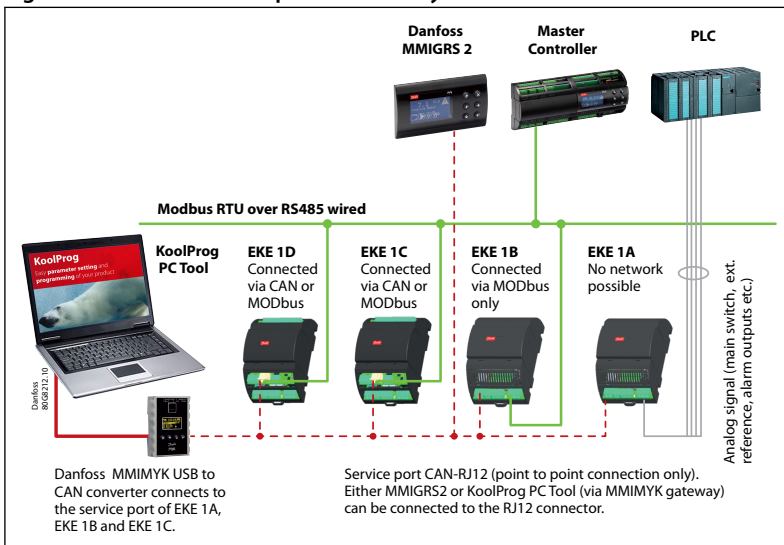 Danfoss
MMIGRS 2
Master
Controller
PLC
Modbus RTU over RS485 wired
KoolProg
Easy parameter setting and
programming of your product
KoolProg
PC Tool
EKE 1D
Connected
via CAN or
MODbus
EKE 1C
Connected
via CAN or
MODbus
EKE 1B
Connected
via MODbus
only
EKE 1A
No network
possible
Analog signal (main switch, ext.
reference, alarm outputs etc.)
Danfoss
80G8212.10
Danfoss MMIMYK USB to
CAN converter connects to
the service port of EKE 1A,
EKE 1B and EKE 1C.
Service port CAN-RJ12 (point to point connection only).
Either MMIGRS2 or KoolProg PC Tool (via MMIMYK gateway)
can be connected to the RJ12 connector.